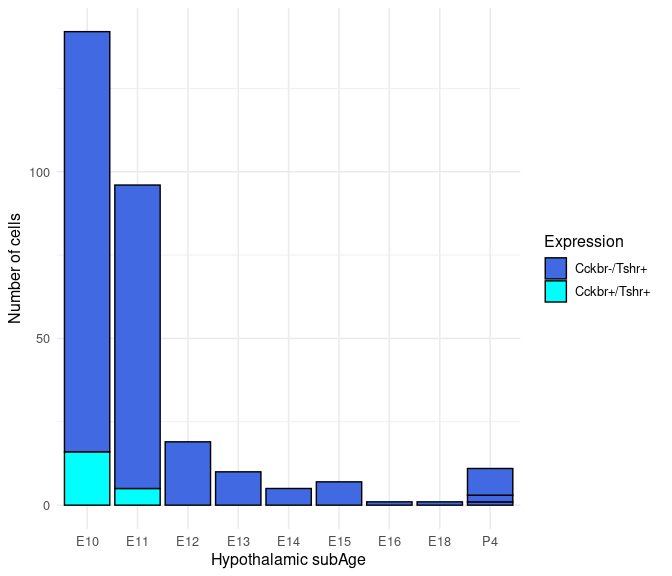 Number of cells
100
50
0
E10 E11 E12 E13 E14 E15 E16 E18 P4
Hypothalamic subAge
Expression
Cckbr-/Tshr+
Cckbr+/Tshr+